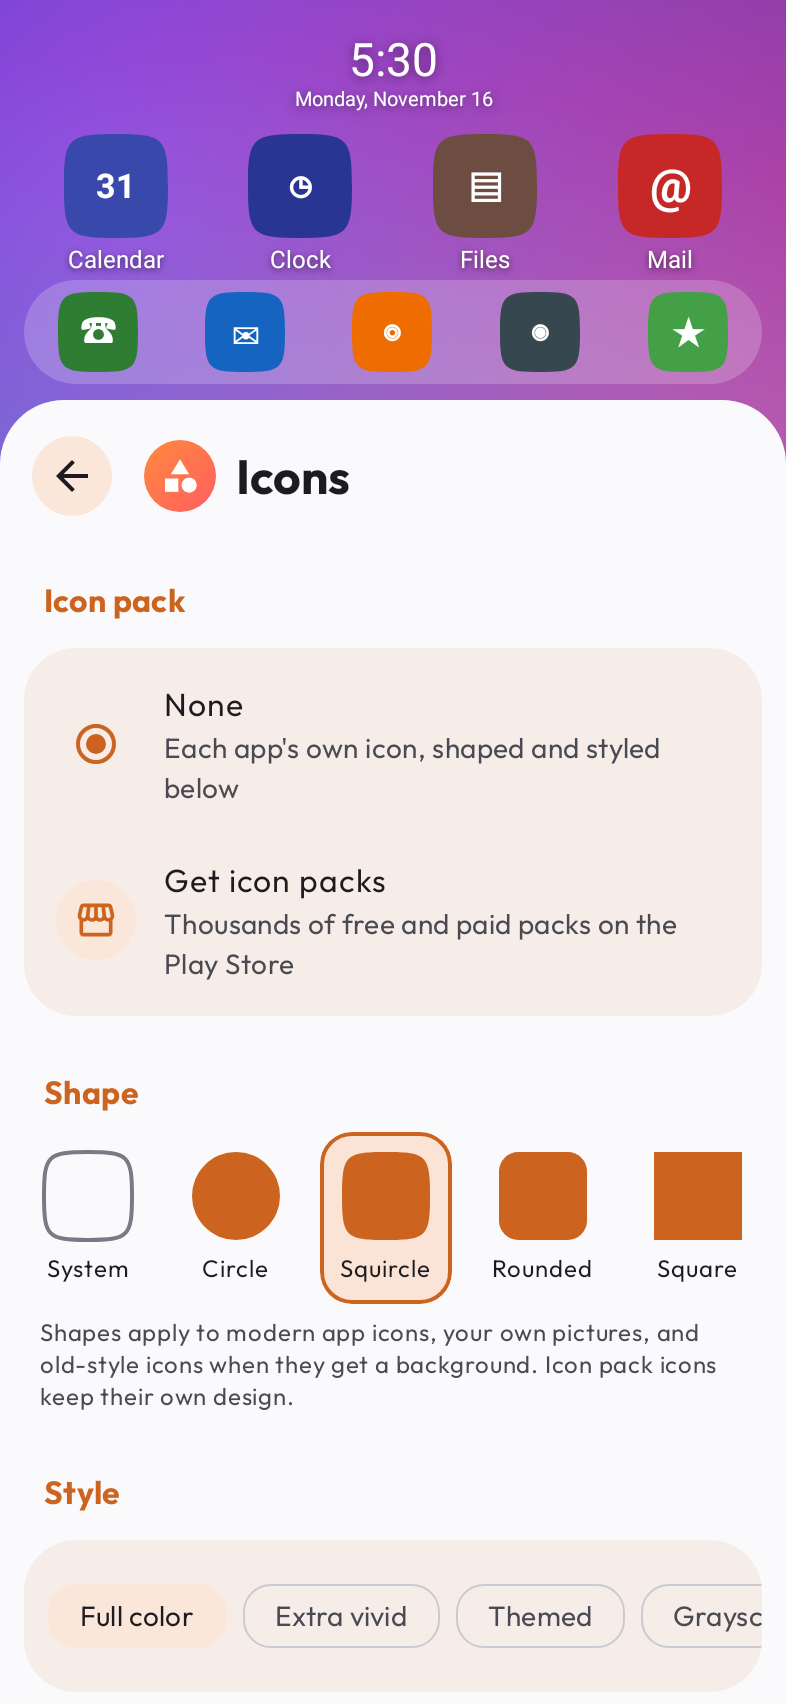 5:30
Monday, November 16
31
@
Calendar
Clock
Files
Mail
Icons
Icon pack
None
Each app's own icon, shaped and styled
below
Get icon packs
Thousands of free and paid packs on the
Play Store
Shape
System
Circle
Squircle
Rounded
Square
Shapes apply to modern app icons, your own pictures, and
old-style icons when they get a background. Icon pack icons
keep their own design.
Style
Full color
Extra vivid
Themed
Graysc